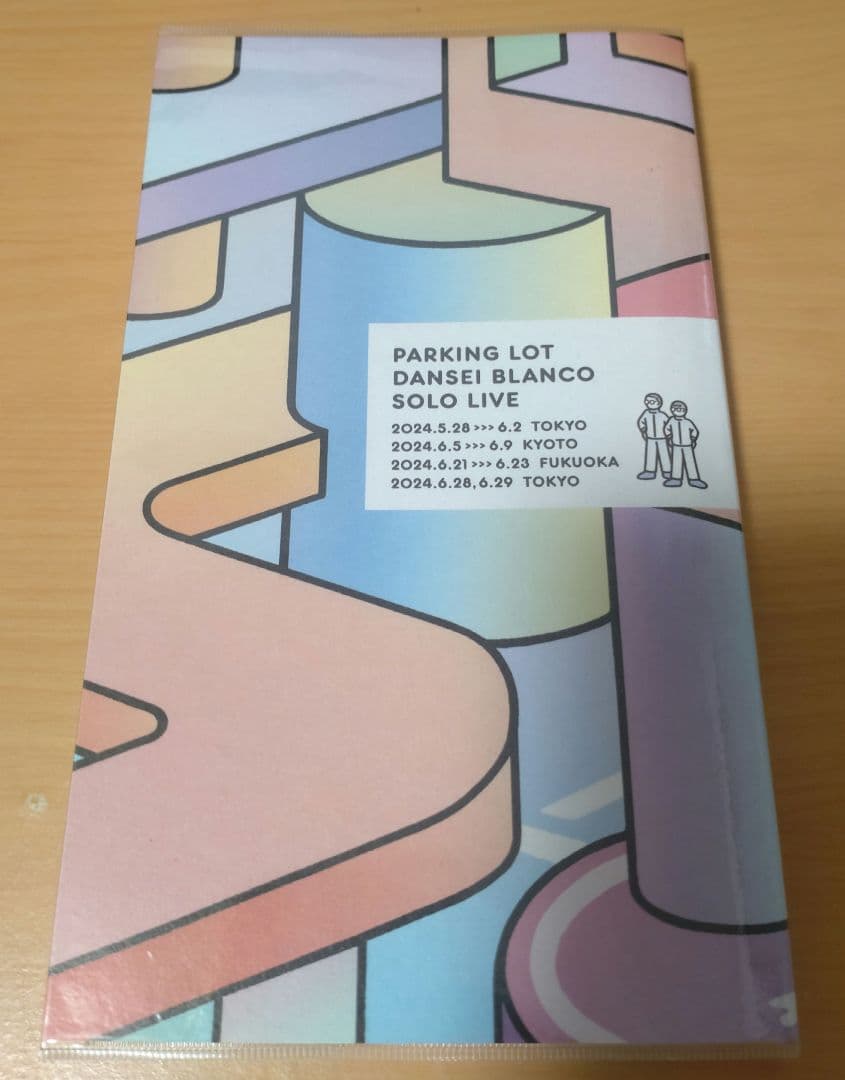 PARKING LOT
DANSEI BLANCO
SOLO LIVE
2024.5.28>>>6.2 TOKYO
2024.6.5>>>6.9 KYOTO
2024.6.21>>>6.23 FUKUOKA
2024.6.28,6.29 TOKYO